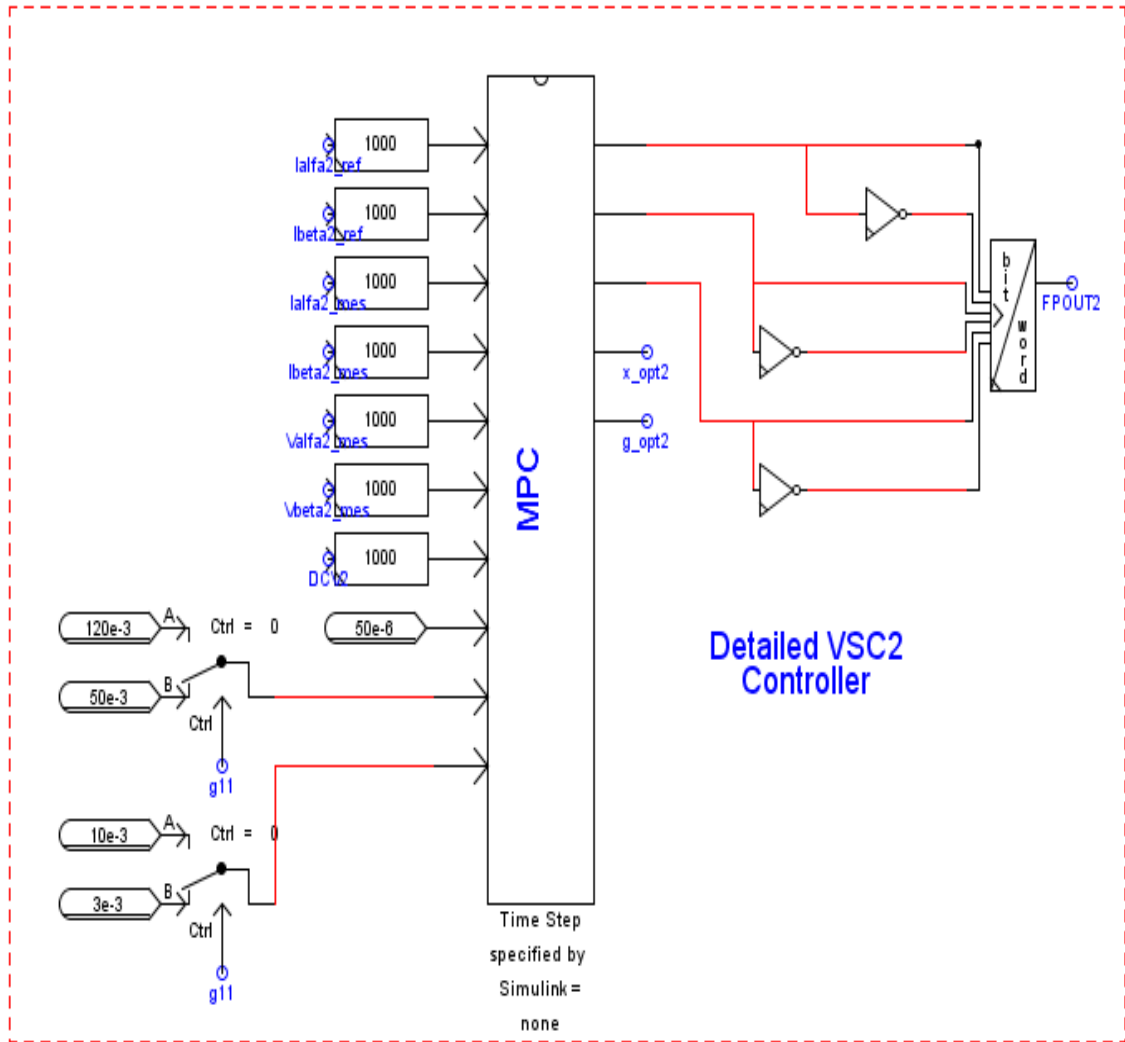 1000
Ialfa2_ref
1000
Ibeta2_ref
1000
Ialfa2_mes
1000
Ibeta2_mes
1000
Valfa2_mes
1000
Vbeta2_mes
1000
DCV2
120e-3
A
Ctrl = 0
50e-6
50e-3
B
Ctrl
g11
10e-3
A
Ctrl = 0
3e-3
B
Ctrl
g11
MPC
Time Step
specified by
Simulink=
none
x_opt2
g_opt2
bit
word
FPOUT2
Detailed VSC2
Controller